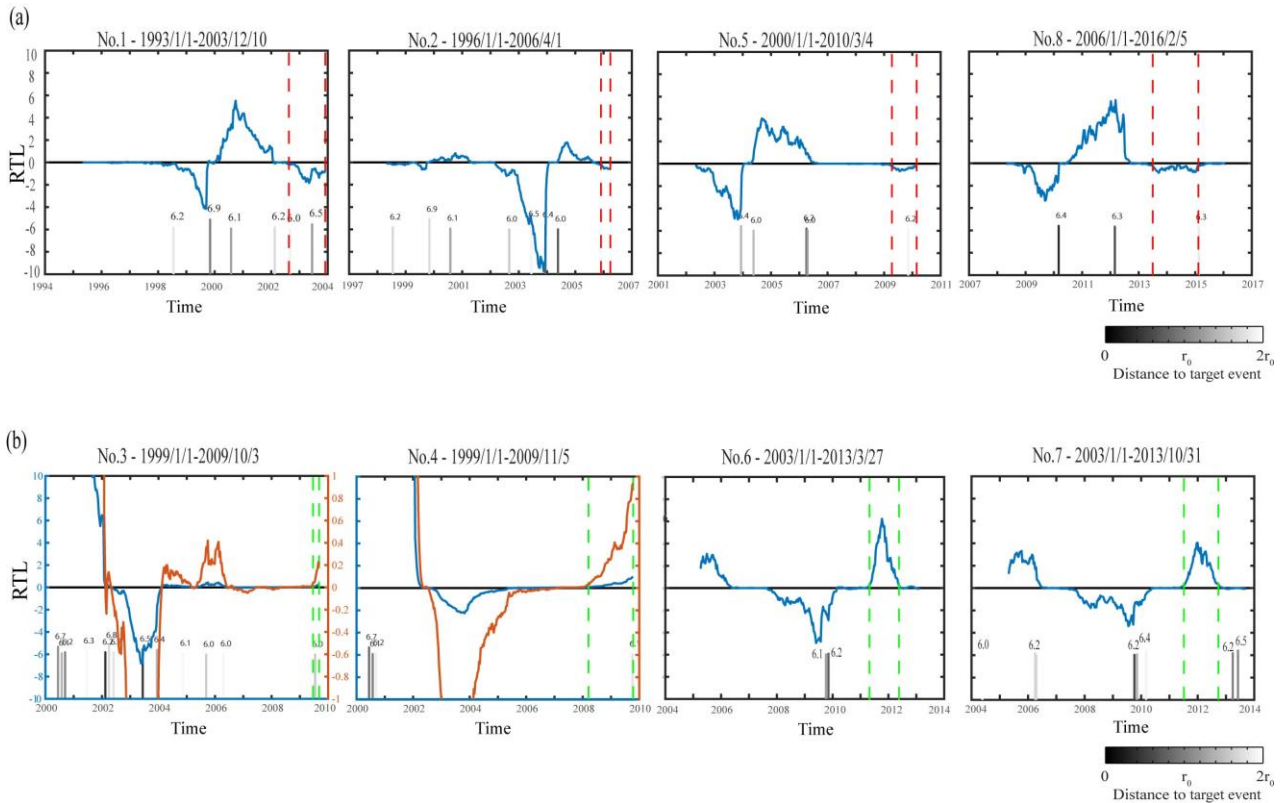 (a)
No.1 - 1993/1/1-2003/12/10
No.2 - 1996/1/1-2006/4/1
No.5 - 2000/1/1-2010/3/4
No.8 - 2006/1/1-2016/2/5
RTL
10
8
6
4
2
0
-2
-4
-6
-8
-10
6.2 6.9 6.1 6.2 6.0 6.5
6.2 6.9 6.1 6.0 6.4 6.0
6.0 6.2
6.4 6.3 6.3
1994 1996 1998 2000 2002 2004
1997 1999 2001 2003 2005 2007
2001 2003 2005 2007 2009 2011
2007 2009 2011 2013 2015 2017
Time Time Time Time
0 r₀ 2r₀
Distance to target event
(b)
No.3 - 1999/1/1-2009/10/3
No.4 - 1999/1/1-2009/11/5
No.6 - 2003/1/1-2013/3/27
No.7 - 2003/1/1-2013/10/31
RTL
10 1
8 0.8
6 0.6
4 0.4
2 0.2
0 0
-2 -0.2
-4 -0.4
-6 -0.6
-8 -0.8
-10 -1
6.7 6.3 6.8 6.5 6.4 6.1 6.0 6.0
6.7
6.1 6.2
6.0 6.2 6.2 6.4 6.2 6.5
2000 2002 2004 2006 2008 2010
2000 2002 2004 2006 2008 2010
2004 2006 2008 2010 2012 2014
2004 2006 2008 2010 2012 2014
Time Time Time Time
0 r₀ 2r₀
Distance to target event